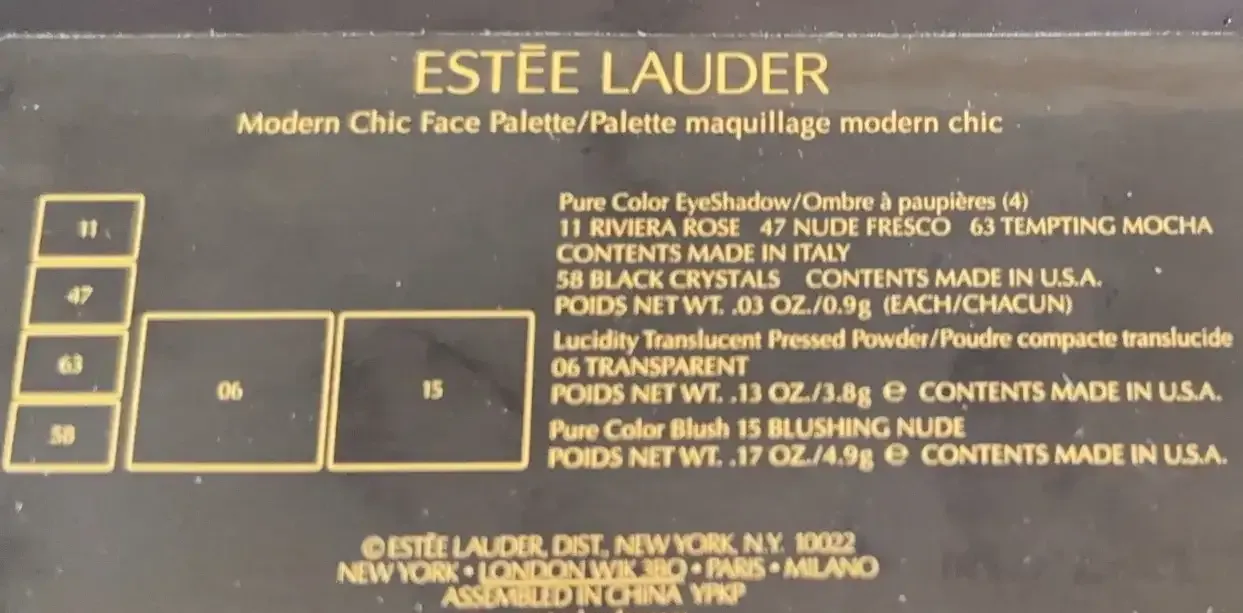 ESTĒE LAUDER
Modern Chic Face Palette/Palette maquillage modern chic
11
47
63
58
06
15
Pure Color EyeShadow/Ombre à paupières (4)
11 RIVIERA ROSE 47 NUDE FRESCO 63 TEMPTING MOCHA
CONTENTS MADE IN ITALY
58 BLACK CRYSTALS CONTENTS MADE IN U.S.A.
POIDS NET WT. .03 OZ./0.9g (EACH/CHACUN)
Lucidity Translucent Pressed Powder/Poudre compacte translucide
06 TRANSPARENT
POIDS NET WT. .13 OZ./3.8g ℮ CONTENTS MADE IN U.S.A.
Pure Color Blush 15 BLUSHING NUDE
POIDS NET WT. .17 OZ./4.9g ℮ CONTENTS MADE IN U.S.A.
©ESTĒE LAUDER, DIST., NEW YORK, N.Y. 10022
NEW YORK • LONDON W1K 3BQ • PARIS • MILANO
ASSEMBLED IN CHINA YPKP